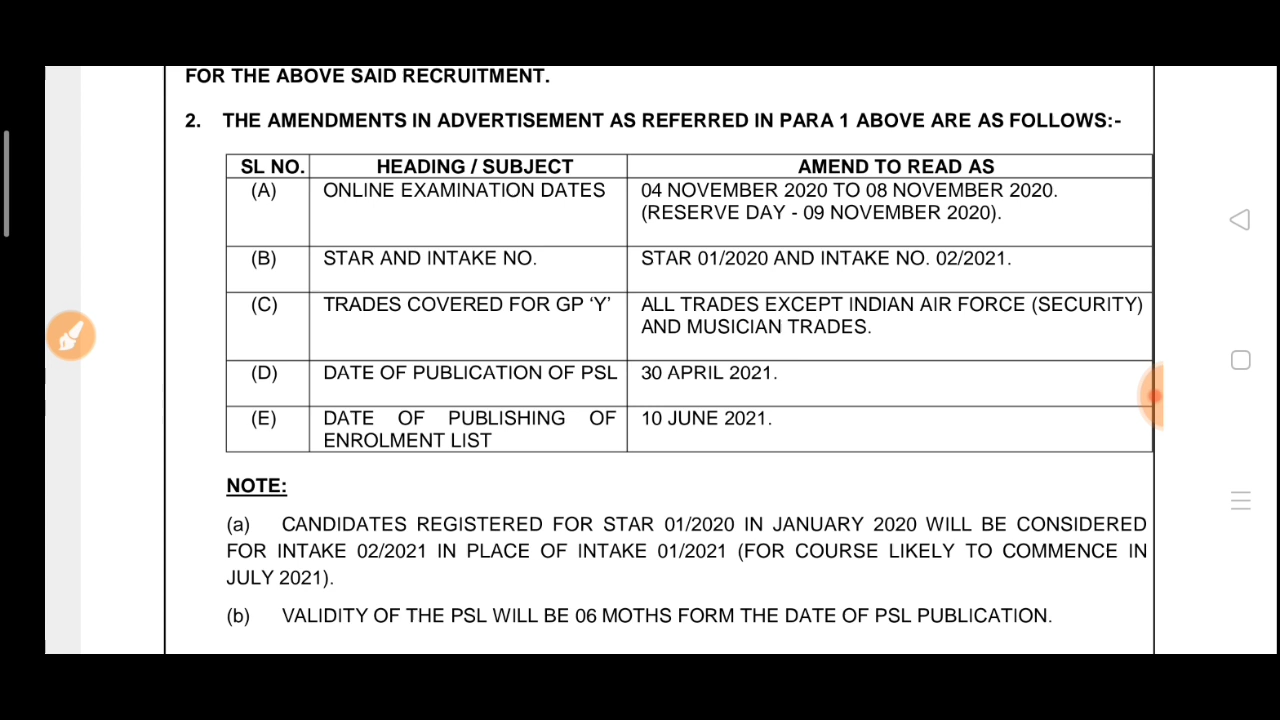 FOR THE ABOVE SAID RECRUITMENT.
2. THE AMENDMENTS IN ADVERTISEMENT AS REFERRED IN PARA 1 ABOVE ARE AS FOLLOWS:-
SL NO. HEADING / SUBJECT AMEND TO READ AS
(A) ONLINE EXAMINATION DATES 04 NOVEMBER 2020 TO 08 NOVEMBER 2020.
(RESERVE DAY - 09 NOVEMBER 2020).
(B) STAR AND INTAKE NO. STAR 01/2020 AND INTAKE NO. 02/2021.
(C) TRADES COVERED FOR GP ‘Y’ ALL TRADES EXCEPT INDIAN AIR FORCE (SECURITY)
AND MUSICIAN TRADES.
(D) DATE OF PUBLICATION OF PSL 30 APRIL 2021.
(E) DATE OF PUBLISHING OF 10 JUNE 2021.
ENROLMENT LIST
NOTE:
(a) CANDIDATES REGISTERED FOR STAR 01/2020 IN JANUARY 2020 WILL BE CONSIDERED
FOR INTAKE 02/2021 IN PLACE OF INTAKE 01/2021 (FOR COURSE LIKELY TO COMMENCE IN
JULY 2021).
(b) VALIDITY OF THE PSL WILL BE 06 MOTHS FORM THE DATE OF PSL PUBLICATION.